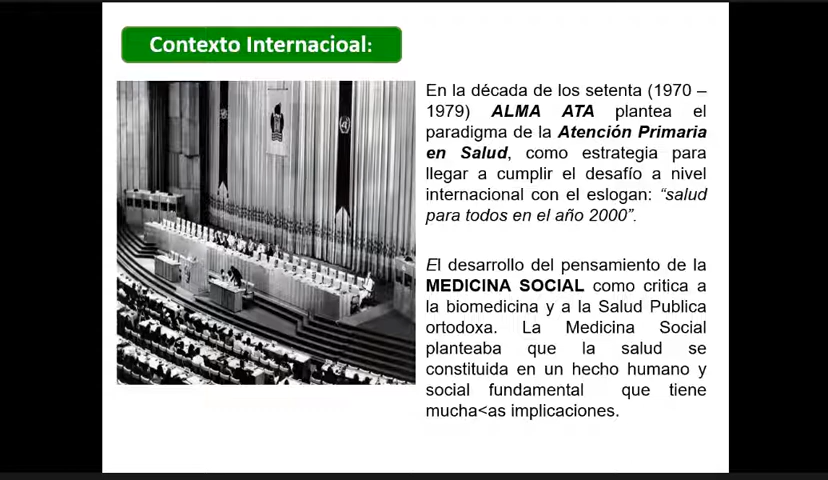 Contexto Internacioal:
En la década de los setenta (1970 –
1979) ALMA ATA plantea el
paradigma de la Atención Primaria
en Salud, como estrategia para
llegar a cumplir el desafío a nivel
internacional con el eslogan: “salud
para todos en el año 2000”.
El desarrollo del pensamiento de la
MEDICINA SOCIAL como critica a
la biomedicina y a la Salud Publica
ortodoxa. La Medicina Social
planteaba que la salud se
constituida en un hecho humano y
social fundamental que tiene
mucha<as implicaciones.